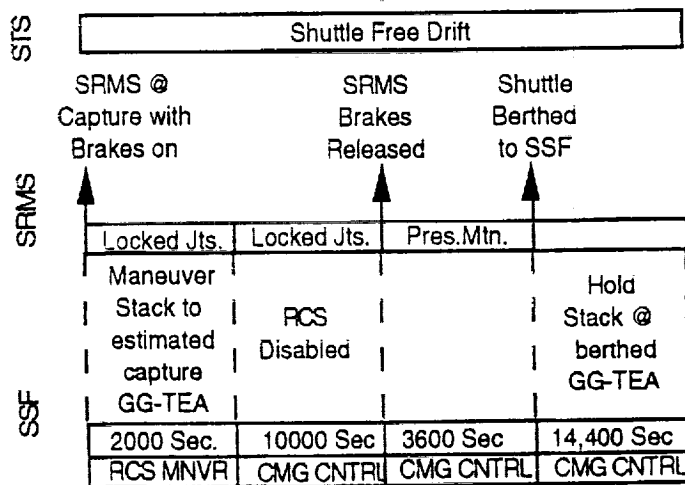 STS
Shuttle Free Drift
SRMS @
Capture with
Brakes on
SRMS
Brakes
Released
Shuttle
Berthed
to SSF
SRMS
Locked Jts.
Locked Jts.
Pres.Mtn.
SSF
Maneuver
Stack to
estimated
capture
GG-TEA
RCS
Disabled
Hold
Stack @
berthed
GG-TEA
2000 Sec.
10000 Sec
3600 Sec
14,400 Sec
RCS MNVR
CMG CNTRL
CMG CNTRL
CMG CNTRL